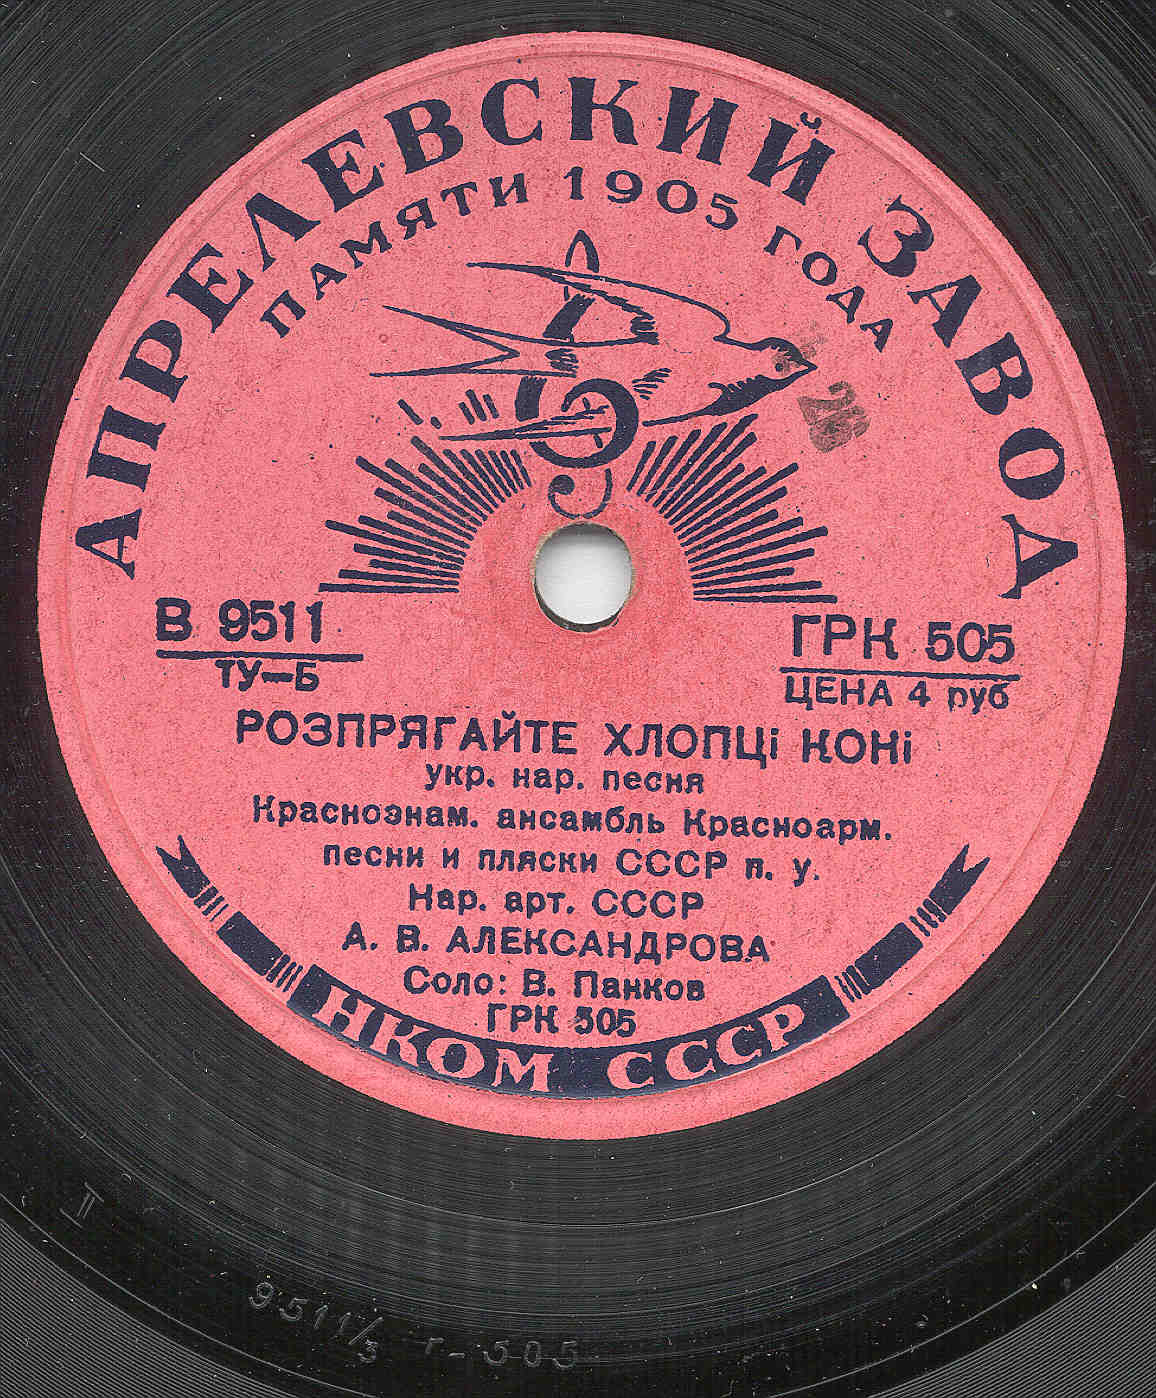 АПРЕЛЕВСКИЙ ЗАВОД
ПАМЯТИ 1905 ГОДА
В 9511
ТУ—Б
ГРК 505
ЦЕНА 4 руб
РОЗПРЯГАЙТЕ ХЛОПЦі КОНі
укр. нар. песня
Краснознам. ансамбль Красноарм.
песни и пляски СССР п. у.
Нар. арт. СССР
А. В. АЛЕКСАНДРОВА
Соло: В. Панков
ГРК 505
НКОМ СССР
II
9511/3 Г-505